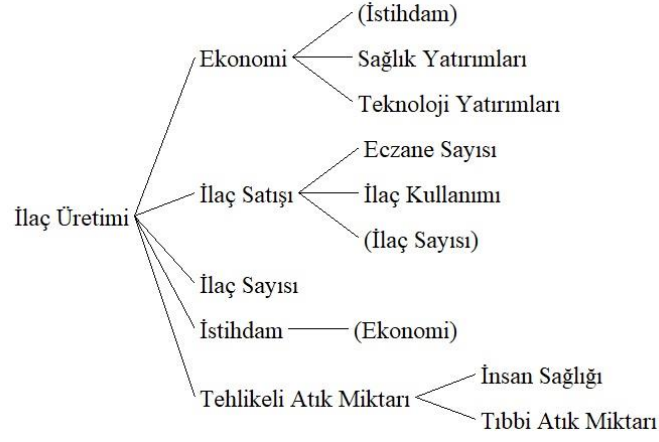 (İstihdam)
Ekonomi
Sağlık Yatırımları
Teknoloji Yatırımları
Eczane Sayısı
İlaç Satışı
İlaç Kullanımı
(İlaç Sayısı)
İlaç Üretimi
İlaç Sayısı
İstihdam
(Ekonomi)
İnsan Sağlığı
Tehlikeli Atık Miktarı
Tıbbi Atık Miktarı